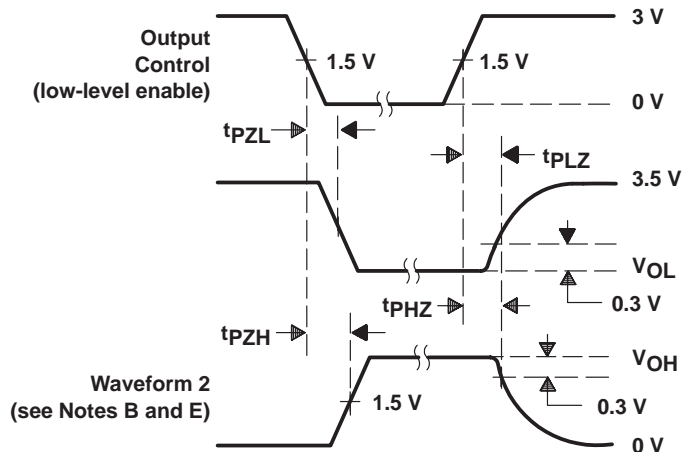 Output
Control
(low-level enable)
1.5 V
1.5 V
3 V
0 V
tPZL
tPLZ
3.5 V
VOL
0.3 V
tPHZ
tPZH
VOH
Waveform 2
(see Notes B and E)
1.5 V
0.3 V
0 V